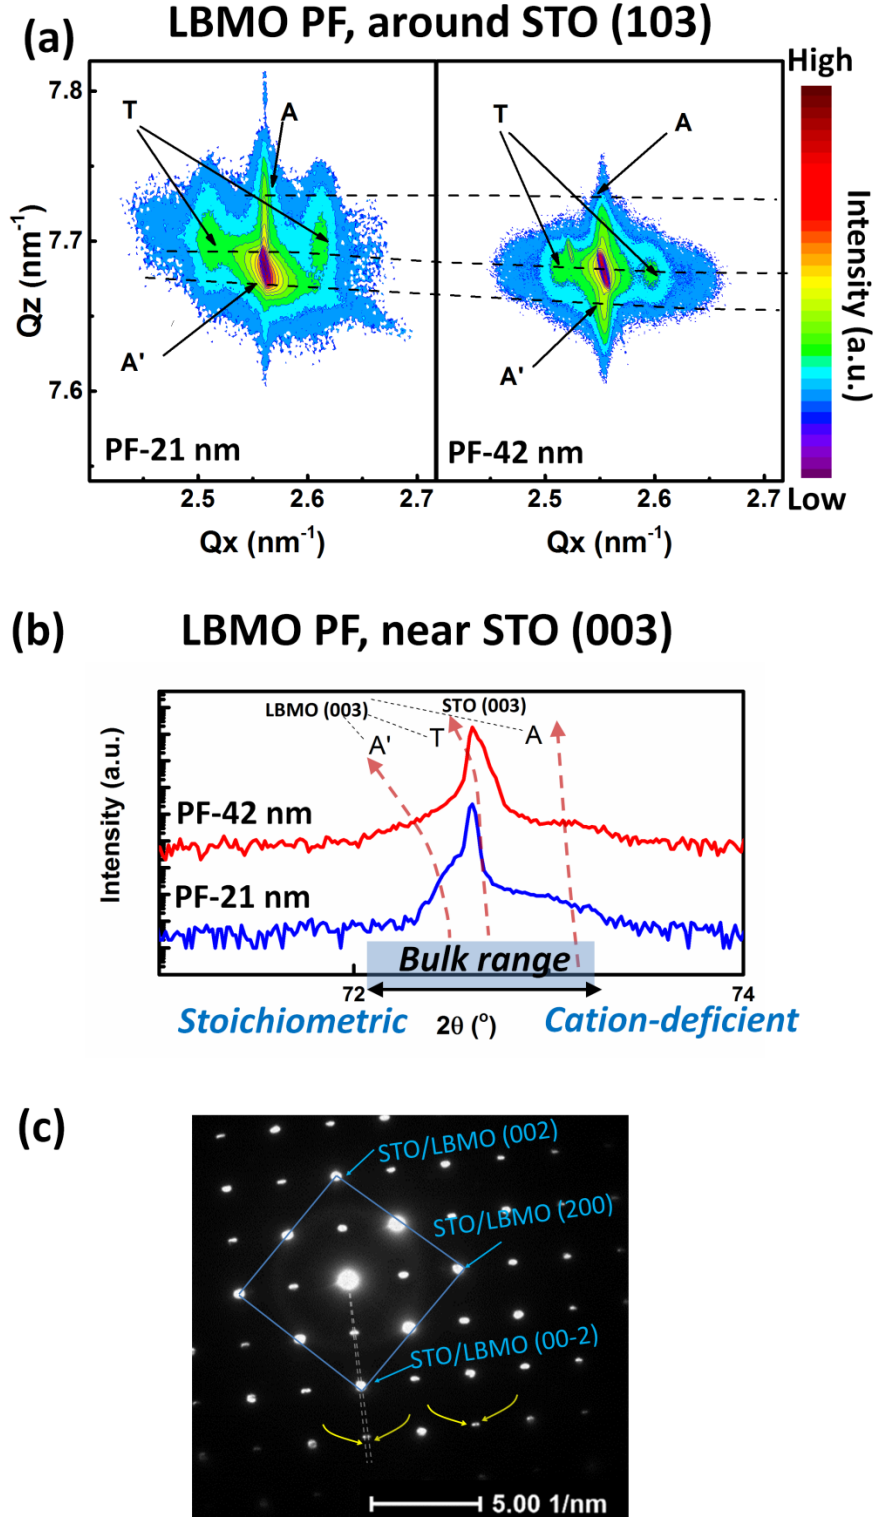 (a)
LBMO PF, around STO (103)
High
7.8
7.7
7.6
Qz (nm-1)
T
A
A'
PF-21 nm
T
A
A'
PF-42 nm
Intensity (a.u.)
Low
2.5 2.6 2.7
2.5 2.6 2.7
Qx (nm-1)
Qx (nm-1)
(b)
LBMO PF, near STO (003)
Intensity (a.u.)
LBMO (003)
STO (003)
A'
T
A
PF-42 nm
PF-21 nm
Bulk range
72
74
Stoichiometric
2θ (°)
Cation-deficient
(c)
STO/LBMO (002)
STO/LBMO (200)
STO/LBMO (00-2)
5.00 1/nm